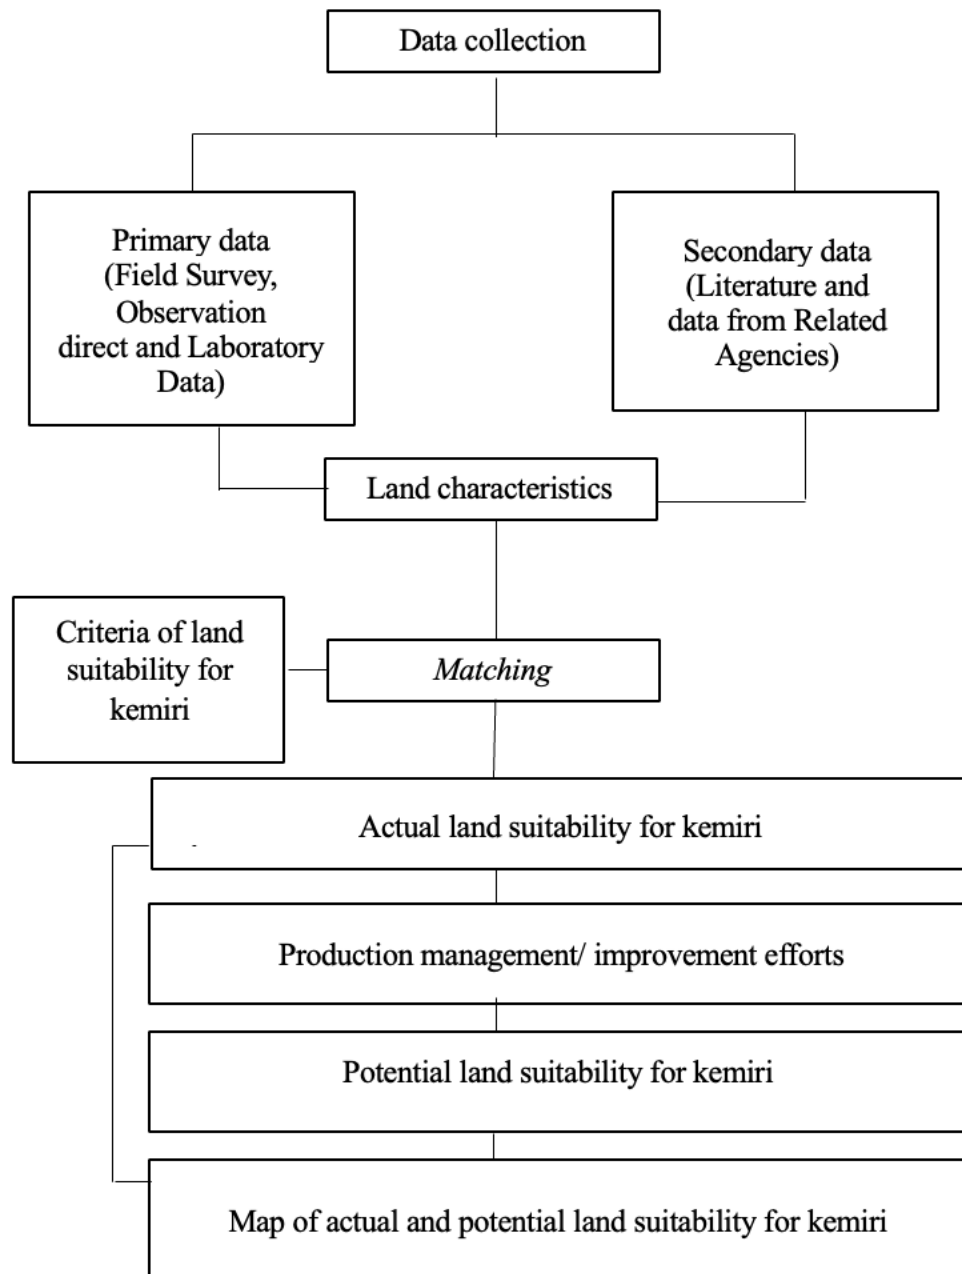 Data collection
Primary data
(Field Survey,
Observation
direct and Laboratory
Data)
Secondary data
(Literature and
data from Related
Agencies)
Land characteristics
Criteria of land
suitability for
kemiri
Matching
Actual land suitability for kemiri
Production management/ improvement efforts
Potential land suitability for kemiri
Map of actual and potential land suitability for kemiri